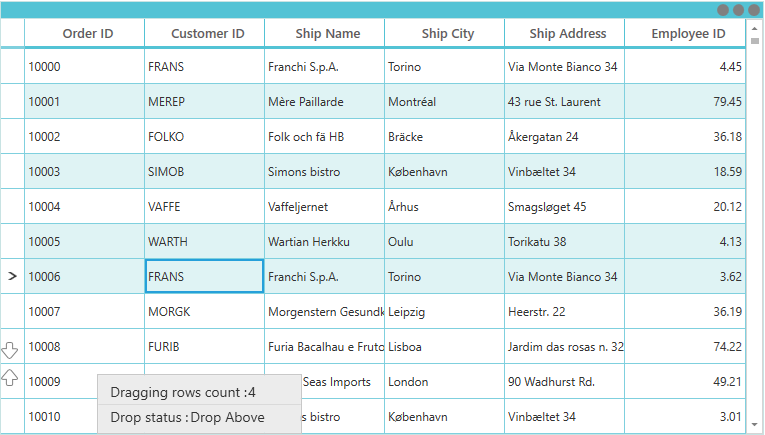 Order ID Customer ID Ship Name Ship City Ship Address Employee ID
10000 FRANS Franchi S.p.A. Torino Via Monte Bianco 34 4.45
10001 MEREP Mère Paillarde Montréal 43 rue St. Laurent 79.45
10002 FOLKO Folk och fä HB Bräcke Åkergatan 24 36.18
10003 SIMOB Simons bistro København Vinbæltet 34 18.59
10004 VAFFE Vaffeljernet Århus Smagsløget 45 20.12
10005 WARTH Wartian Herkku Oulu Torikatu 38 4.13
> 10006 FRANS Franchi S.p.A. Torino Via Monte Bianco 34 3.62
10007 MORGK Morgenstern Gesundk Leipzig Heerstr. 22 36.19
10008 FURIB Furia Bacalhau e Fruto Lisboa Jardim das rosas n. 32 74.22
10009 Seas Imports London 90 Wadhurst Rd. 49.21
Dragging rows count :4
10010 s bistro København Vinbæltet 34 3.01
Drop status :Drop Above